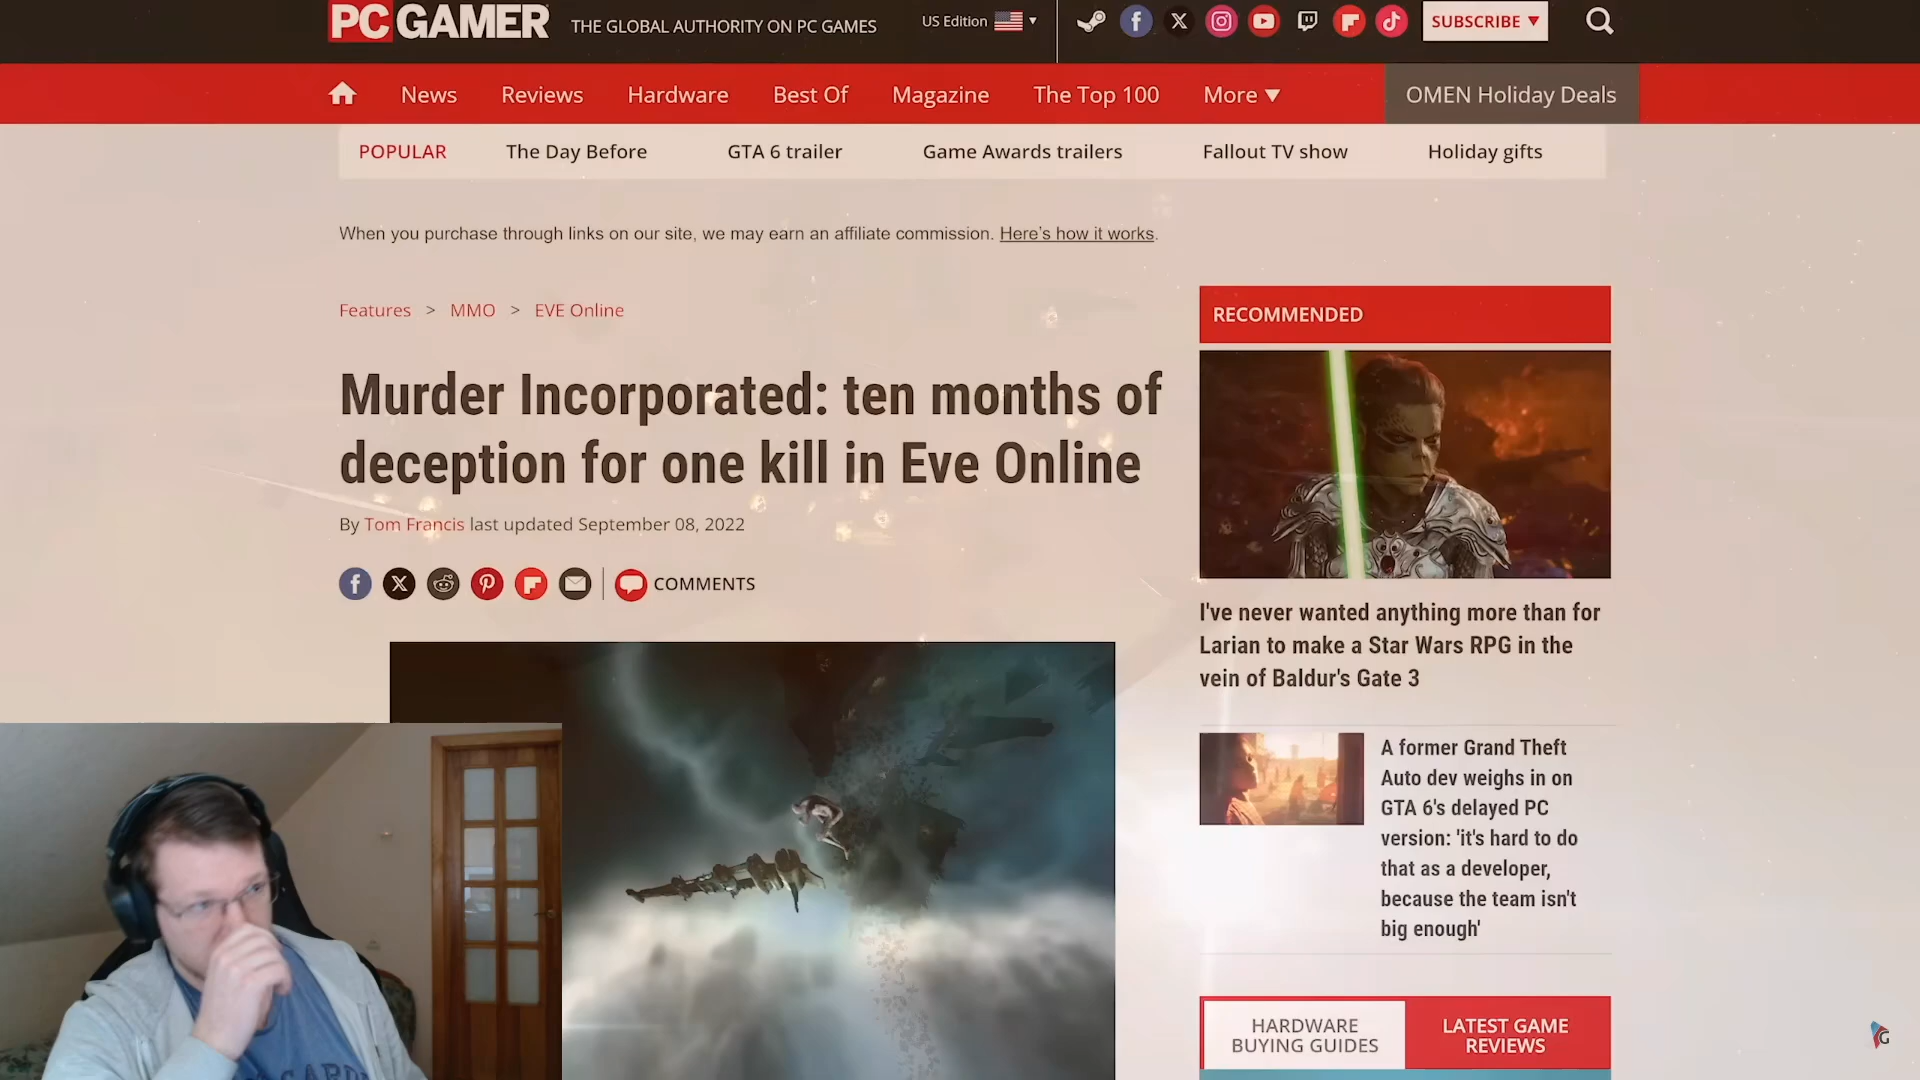 PC GAMER
THE GLOBAL AUTHORITY ON PC GAMES
US Edition
SUBSCRIBE
News
Reviews
Hardware
Best Of
Magazine
The Top 100
More
OMEN Holiday Deals
POPULAR
The Day Before
GTA 6 trailer
Game Awards trailers
Fallout TV show
Holiday gifts
When you purchase through links on our site, we may earn an affiliate commission. Here's how it works.
Features > MMO > EVE Online
Murder Incorporated: ten months of
deception for one kill in Eve Online
By Tom Francis last updated September 08, 2022
COMMENTS
RECOMMENDED
I've never wanted anything more than for
Larian to make a Star Wars RPG in the
vein of Baldur's Gate 3
A former Grand Theft
Auto dev weighs in on
GTA 6's delayed PC
version: 'it's hard to do
that as a developer,
because the team isn't
big enough'
HARDWARE
BUYING GUIDES
LATEST GAME
REVIEWS